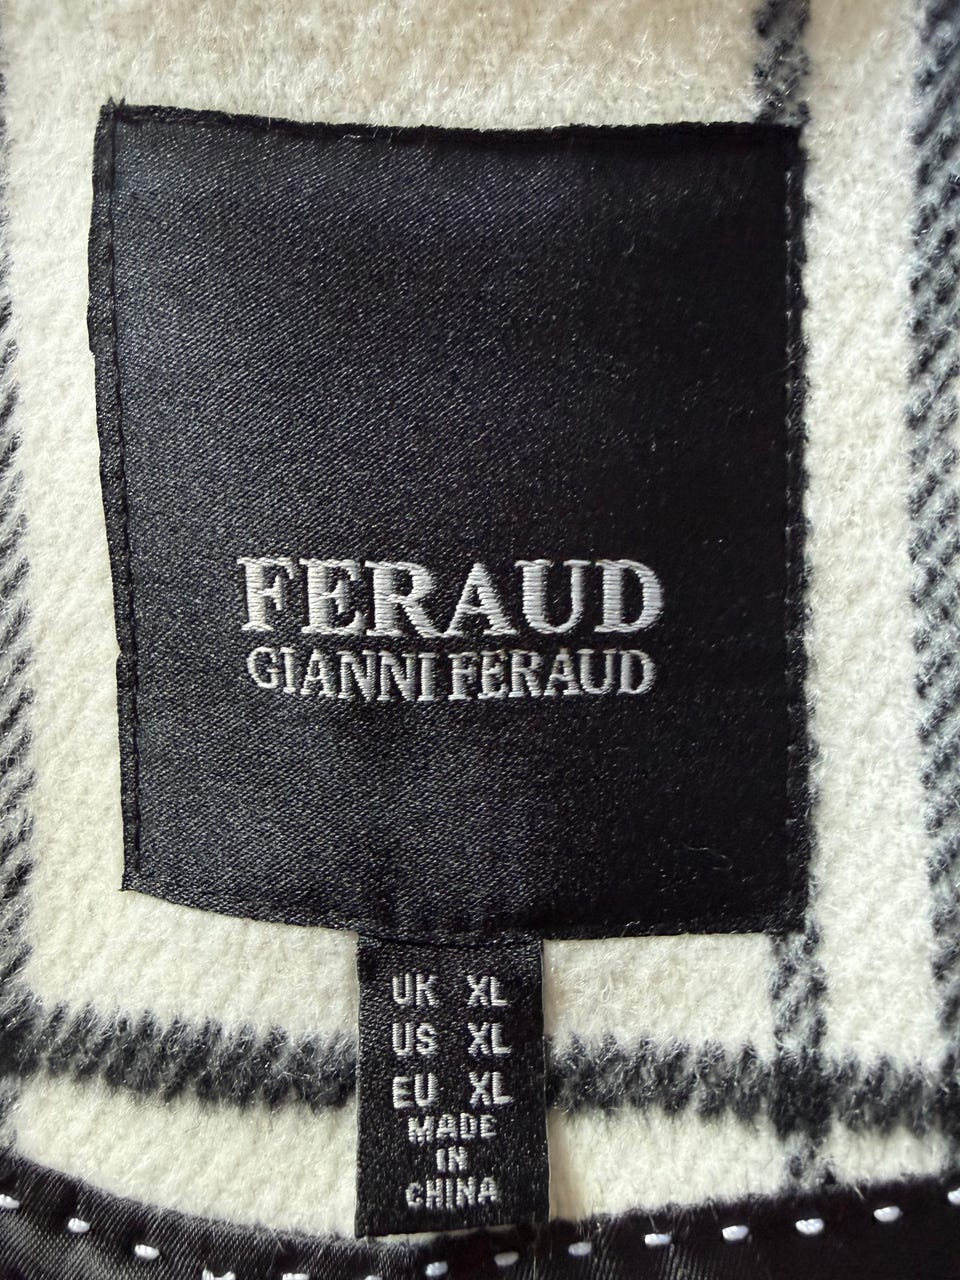 FERAUD
GIANNI FERAUD
UK XL
US XL
EU XL
MADE
IN
CHINA